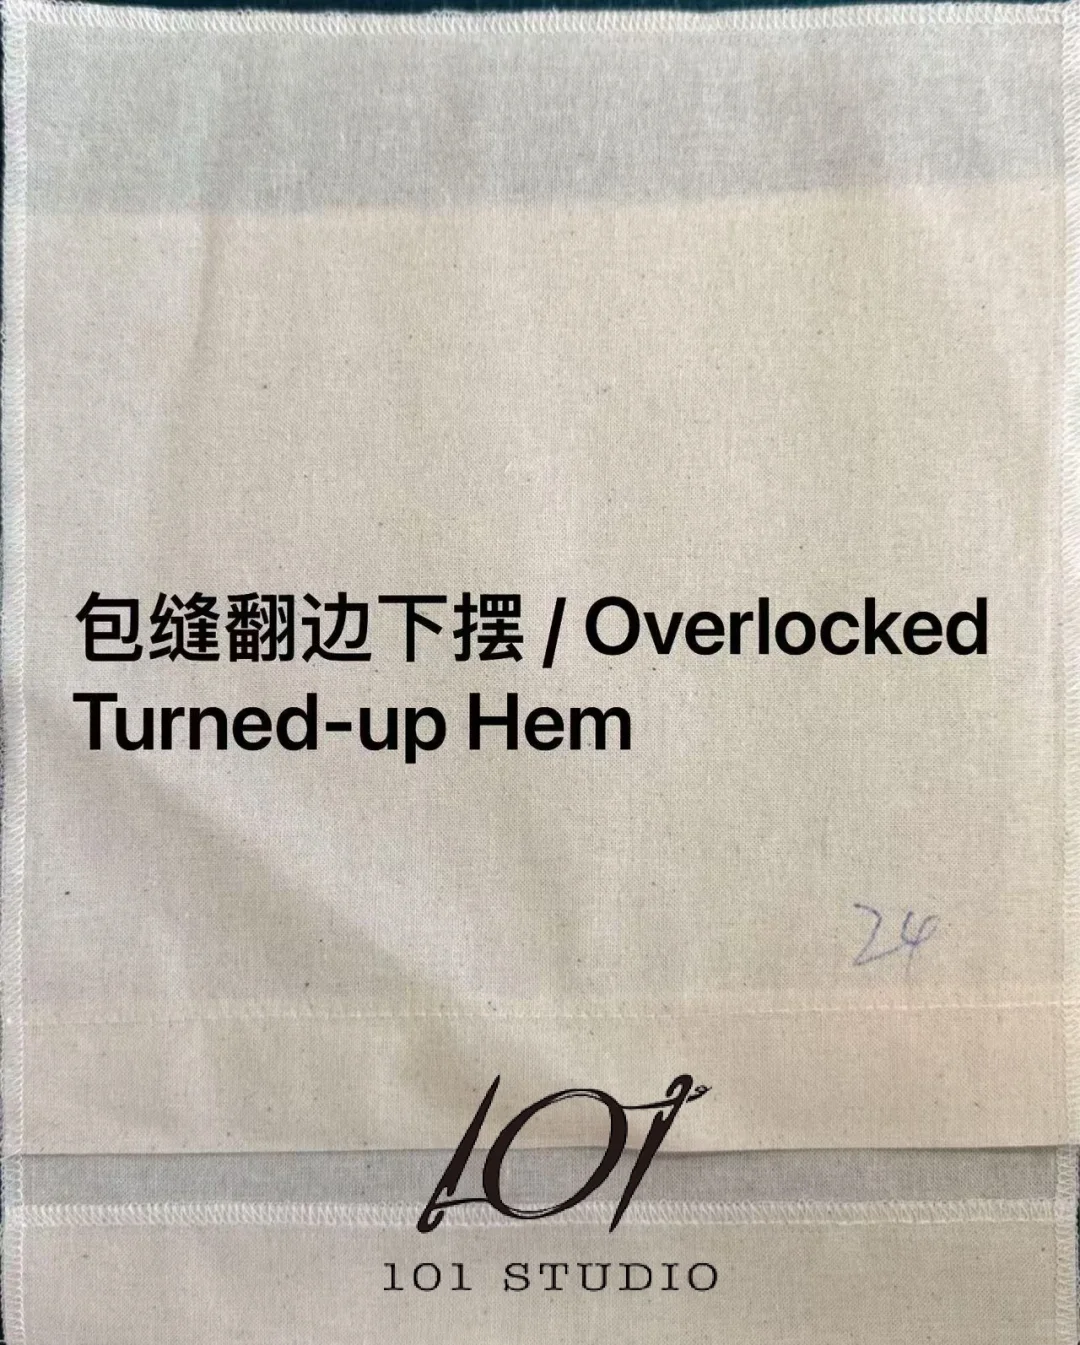 包缝翻边下摆 / Overlocked
Turned-up Hem
24
101
101 STUDIO